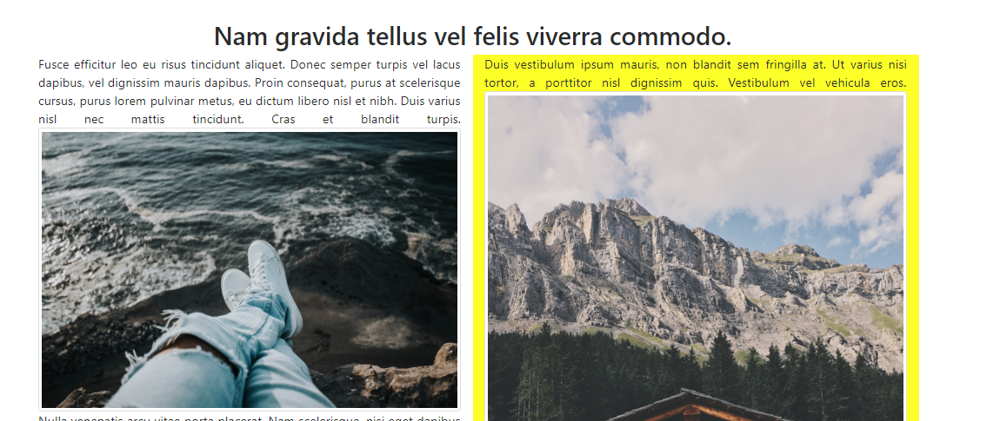 Nam gravida tellus vel felis viverra commodo.
Fusce efficitur leo eu risus tincidunt aliquet. Donec semper turpis vel lacus
dapibus, vel dignissim mauris dapibus. Proin consequat, purus at scelerisque
cursus, purus lorem pulvinar metus, eu dictum libero nisl et nibh. Duis varius
nisl nec mattis tincidunt. Cras et blandit turpis.
Nulla venenatis arcu vitae porta placerat. Nam scelerisque, nisi eget dapibus
Duis vestibulum ipsum mauris, non blandit sem fringilla at. Ut varius nisi
tortor, a porttitor nisl dignissim quis. Vestibulum vel vehicula eros.